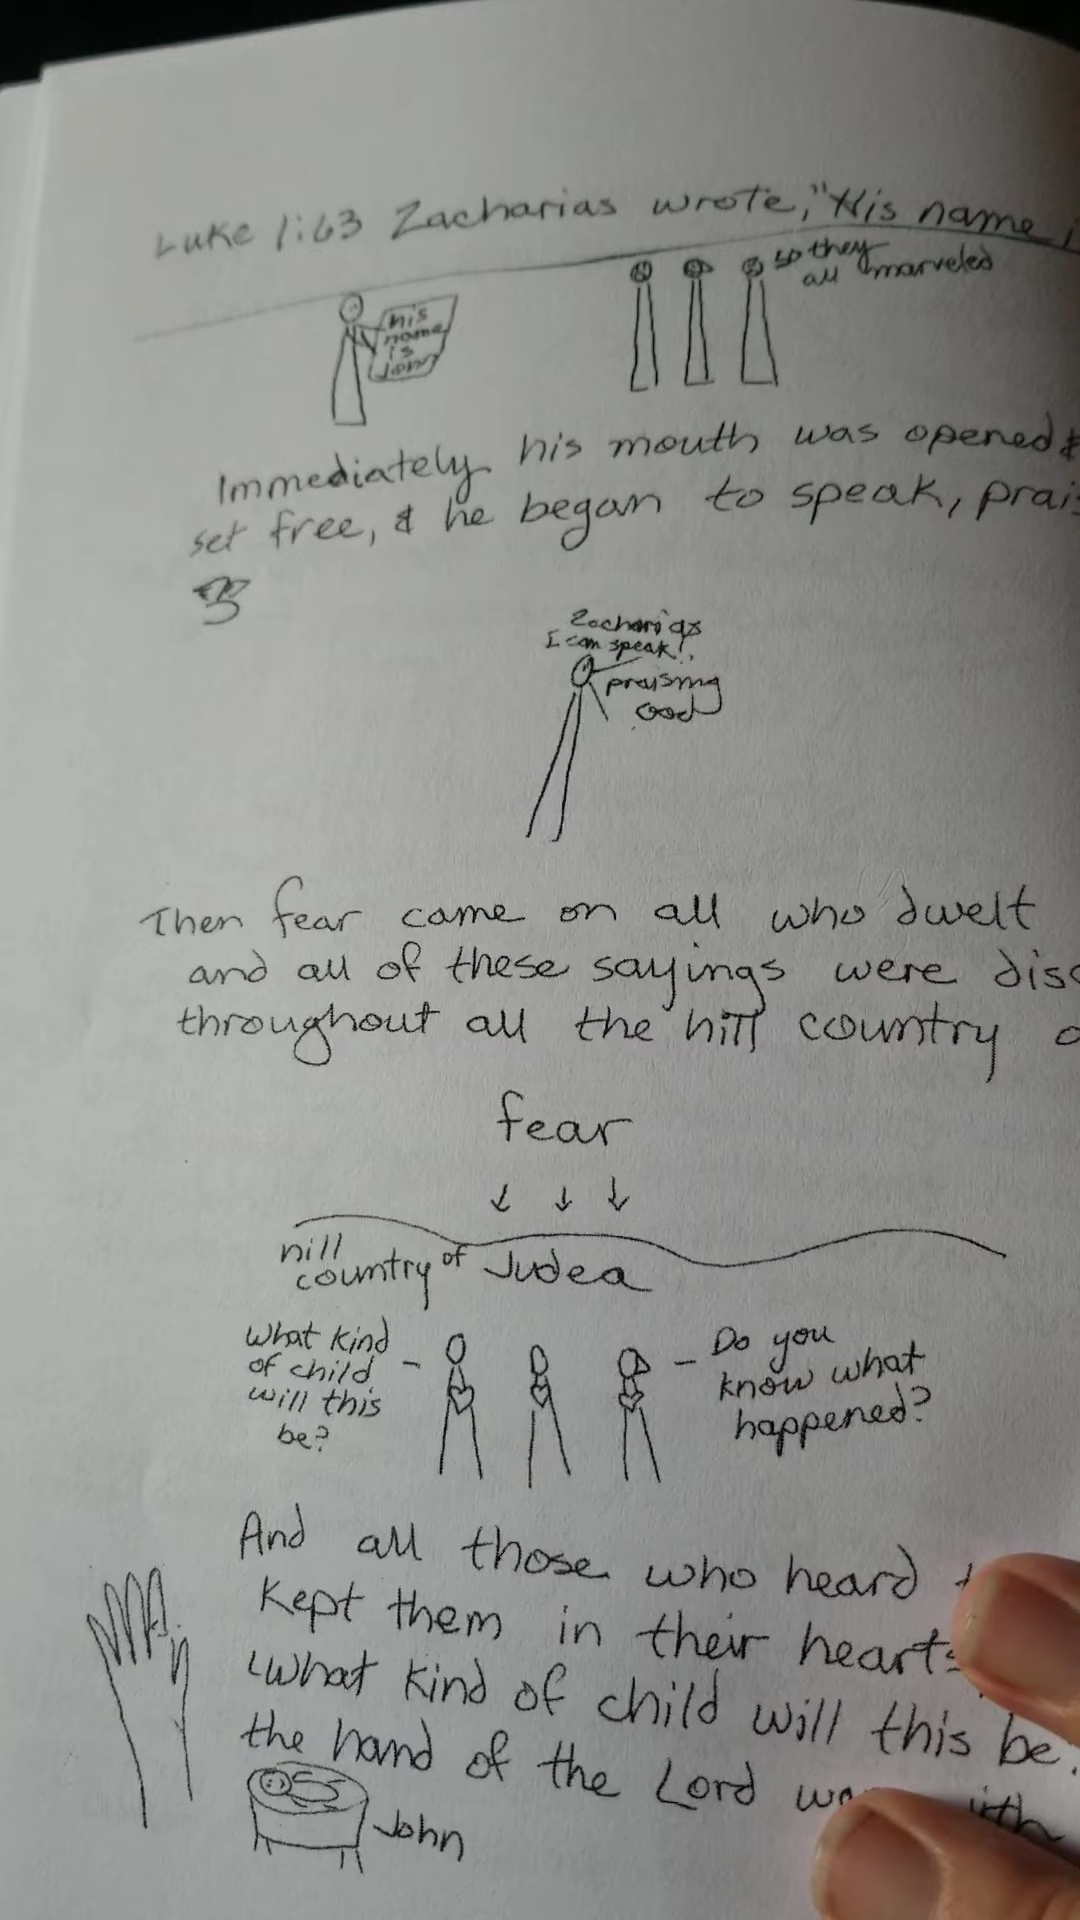 Luke 1:63 Zacharias wrote, "His name i
so they
all marveled
his
name
is
John
Immediately his mouth was opened &
set free, & he began to speak, prais
Zacharias
I can speak!
praising
God
Then fear came on all who dwelt
and all of these sayings were disc
throughout all the hill country o
fear
hill
country of Judea
What kind
of child
will this
be?
Do you
know what
happened?
And all those who heard t
kept them in their hearts
What kind of child will this be.
the hand of the Lord was with
John